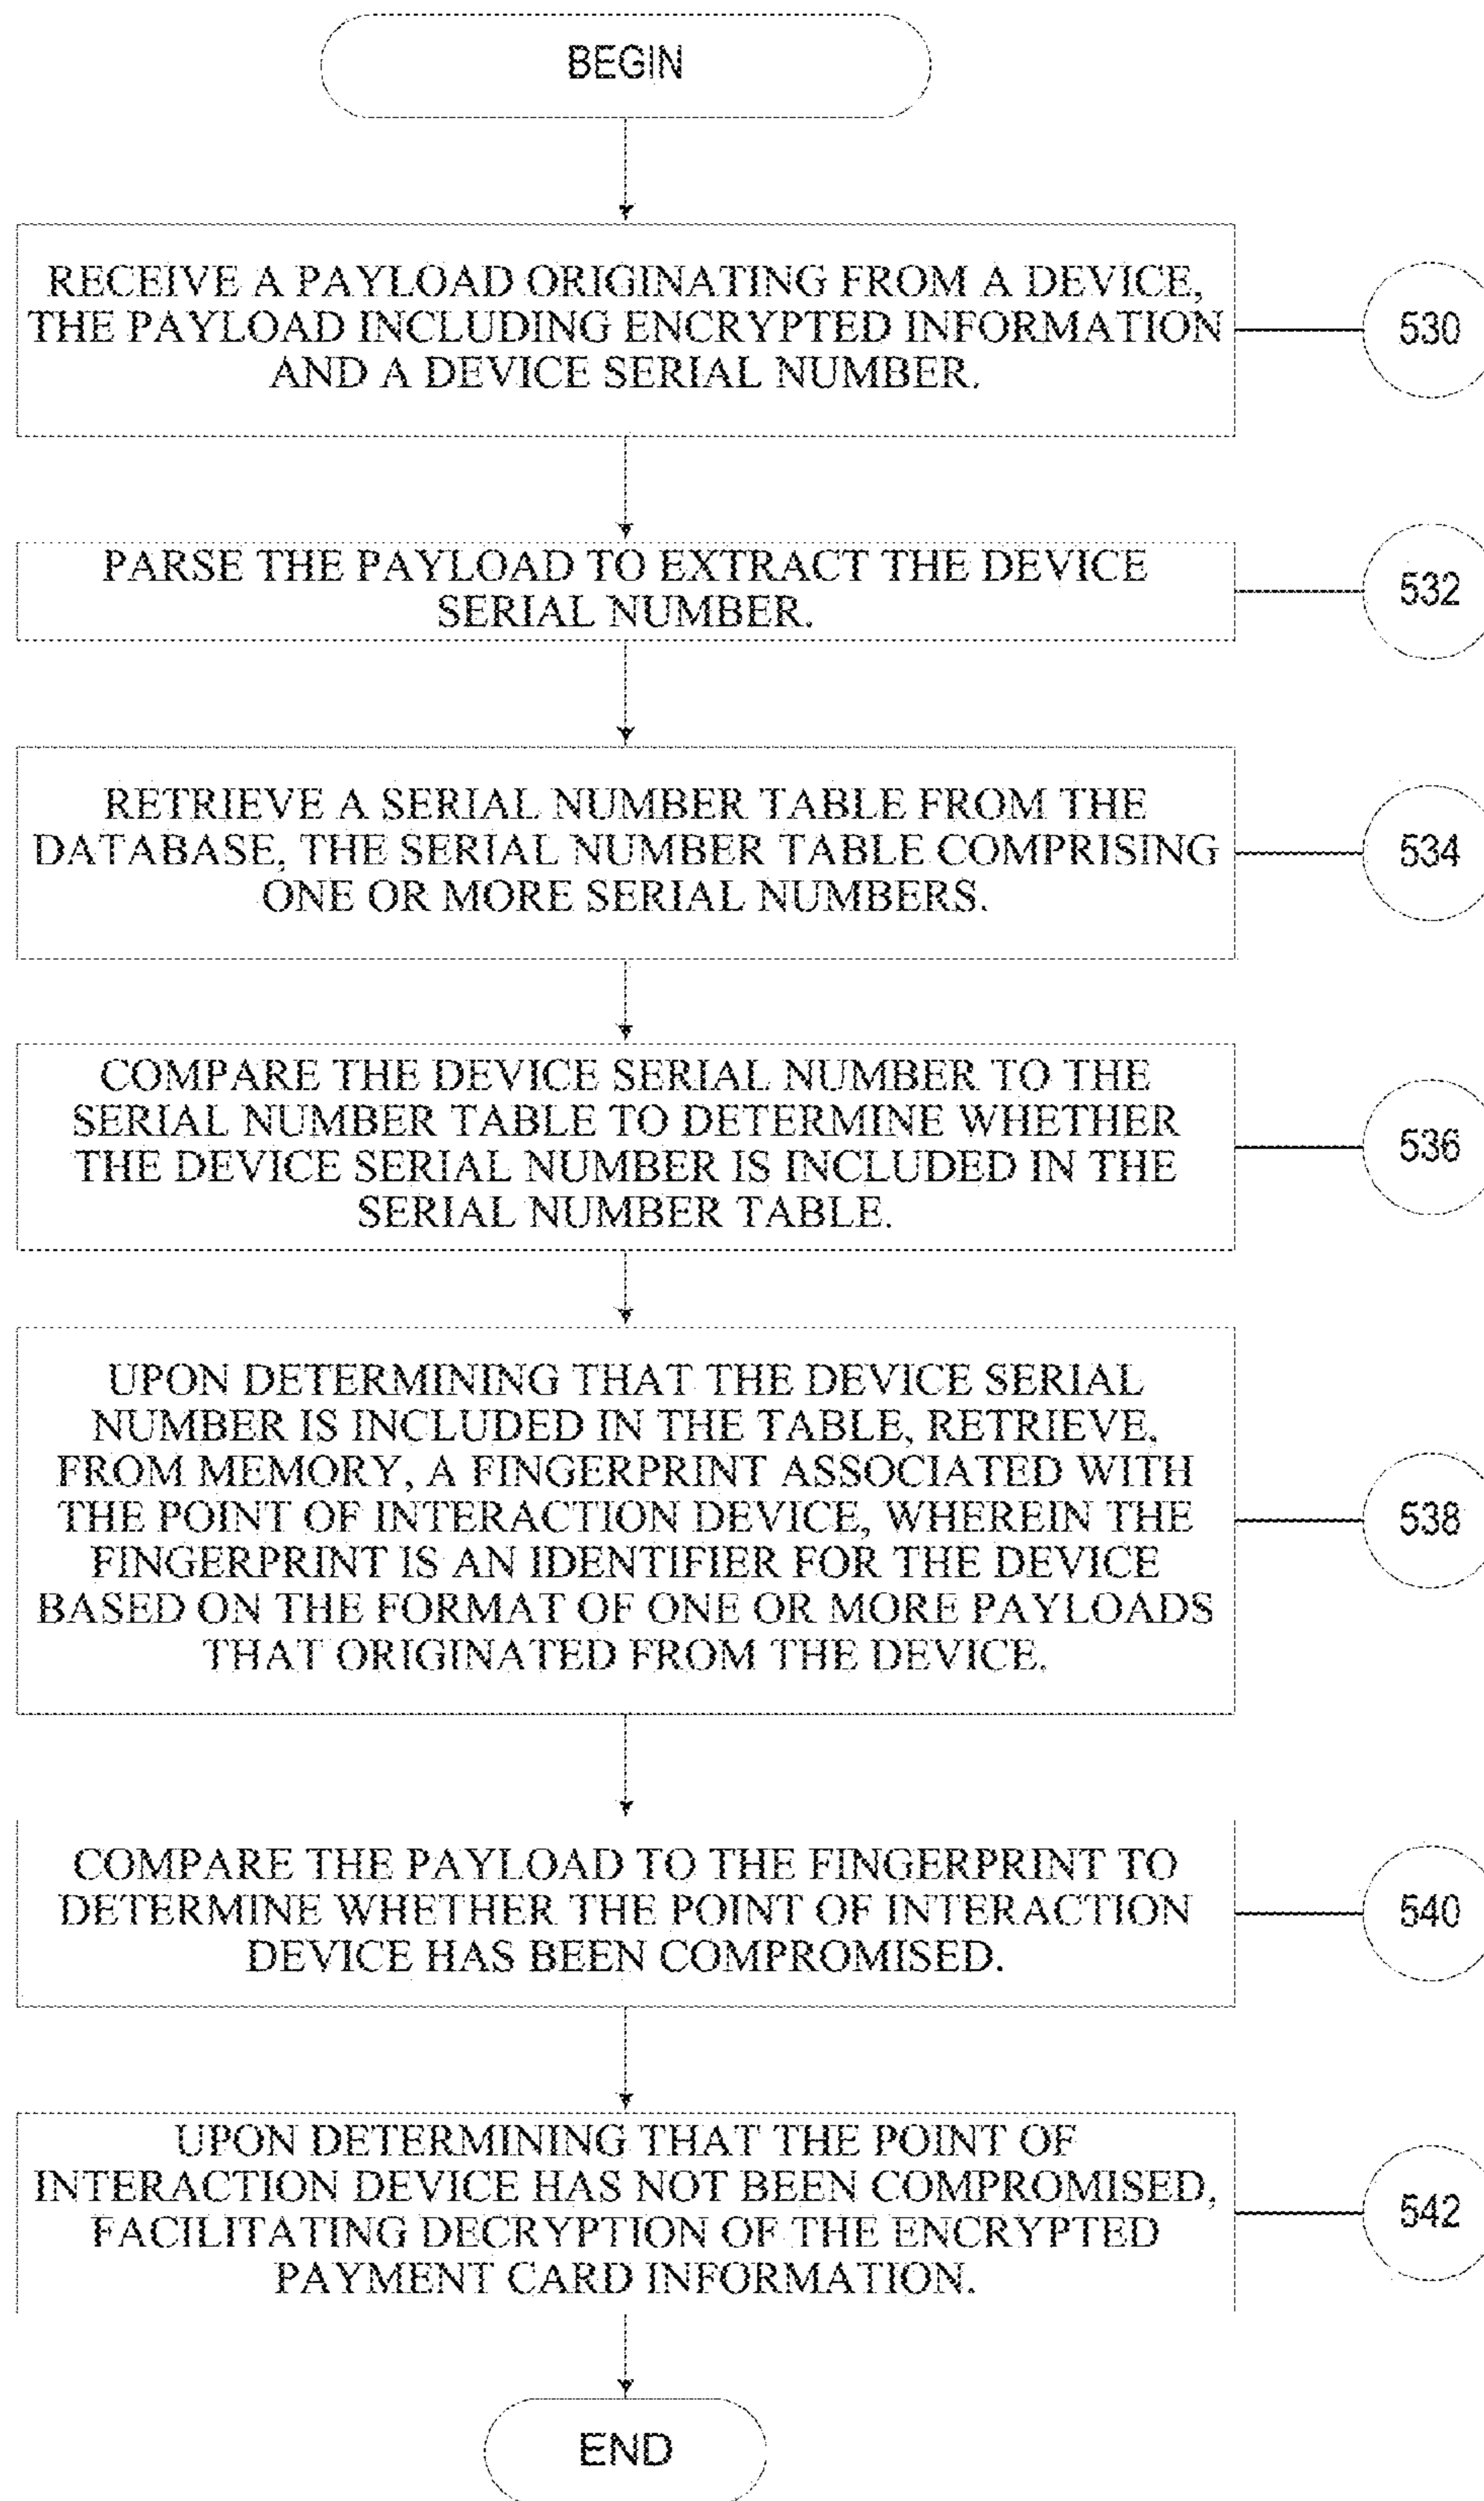 BEGIN
RECEIVE A PAYLOAD ORIGINATING FROM A DEVICE,
THE PAYLOAD INCLUDING ENCRYPTED INFORMATION
AND A DEVICE SERIAL NUMBER.
530
PARSE THE PAYLOAD TO EXTRACT THE DEVICE
SERIAL NUMBER.
532
RETRIEVE A SERIAL NUMBER TABLE FROM THE
DATABASE, THE SERIAL NUMBER TABLE COMPRISING
ONE OR MORE SERIAL NUMBERS.
534
COMPARE THE DEVICE SERIAL NUMBER TO THE
SERIAL NUMBER TABLE TO DETERMINE WHETHER
THE DEVICE SERIAL NUMBER IS INCLUDED IN THE
SERIAL NUMBER TABLE.
536
UPON DETERMINING THAT THE DEVICE SERIAL
NUMBER IS INCLUDED IN THE TABLE, RETRIEVE,
FROM MEMORY, A FINGERPRINT ASSOCIATED WITH
THE POINT OF INTERACTION DEVICE, WHEREIN THE
FINGERPRINT IS AN IDENTIFIER FOR THE DEVICE
BASED ON THE FORMAT OF ONE OR MORE PAYLOADS
THAT ORIGINATED FROM THE DEVICE.
538
COMPARE THE PAYLOAD TO THE FINGERPRINT TO
DETERMINE WHETHER THE POINT OF INTERACTION
DEVICE HAS BEEN COMPROMISED.
540
UPON DETERMINING THAT THE POINT OF
INTERACTION DEVICE HAS NOT BEEN COMPROMISED,
FACILITATING DECRYPTION OF THE ENCRYPTED
PAYMENT CARD INFORMATION.
542
END